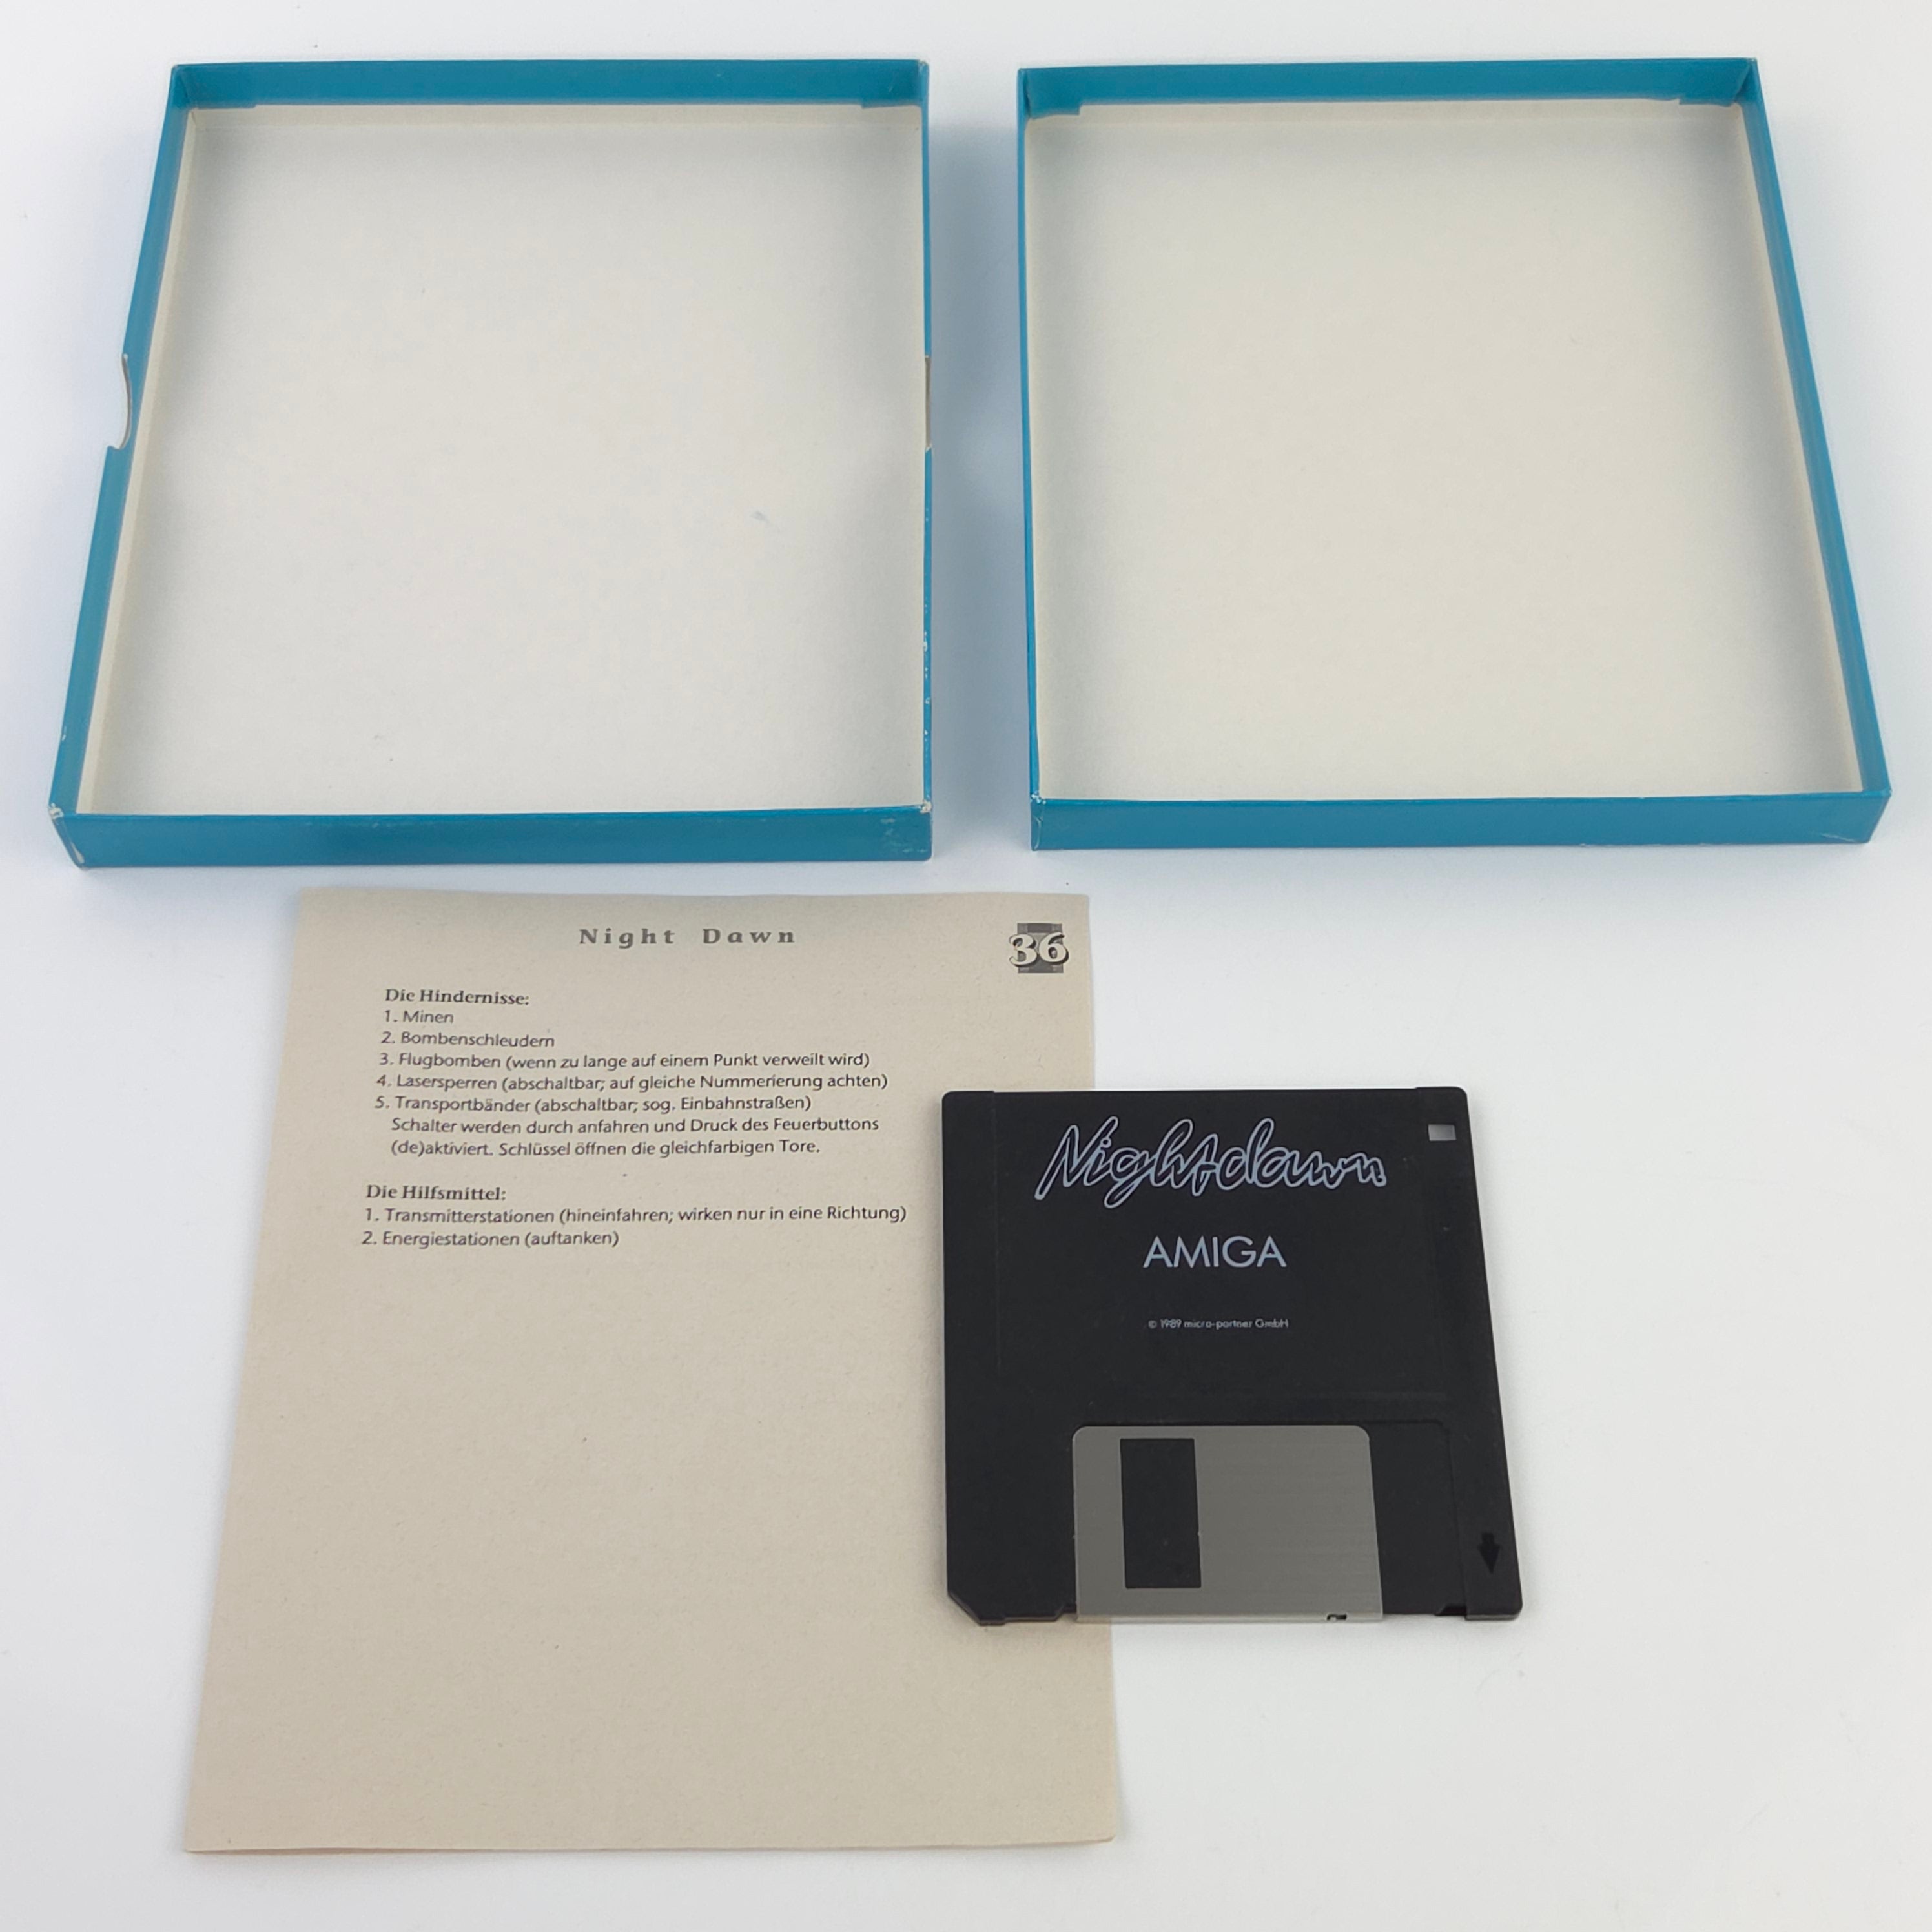 Night Dawn
36
Die Hindernisse:
1. Minen
2. Bombenschleudern
3. Flugbomben (wenn zu lange auf einem Punkt verweilt wird)
4. Lasersperren (abschaltbar; auf gleiche Nummerierung achten)
5. Transportbänder (abschaltbar; sog. Einbahnstraßen)
Schalter werden durch anfahren und Druck des Feuerbuttons
(de)aktiviert. Schlüssel öffnen die gleichfarbigen Tore.
Die Hilfsmittel:
1. Transmitterstationen (hineinfahren; wirken nur in eine Richtung)
2. Energiestationen (auftanken)
Nightdawn
AMIGA
© 1989 micro-partner GmbH